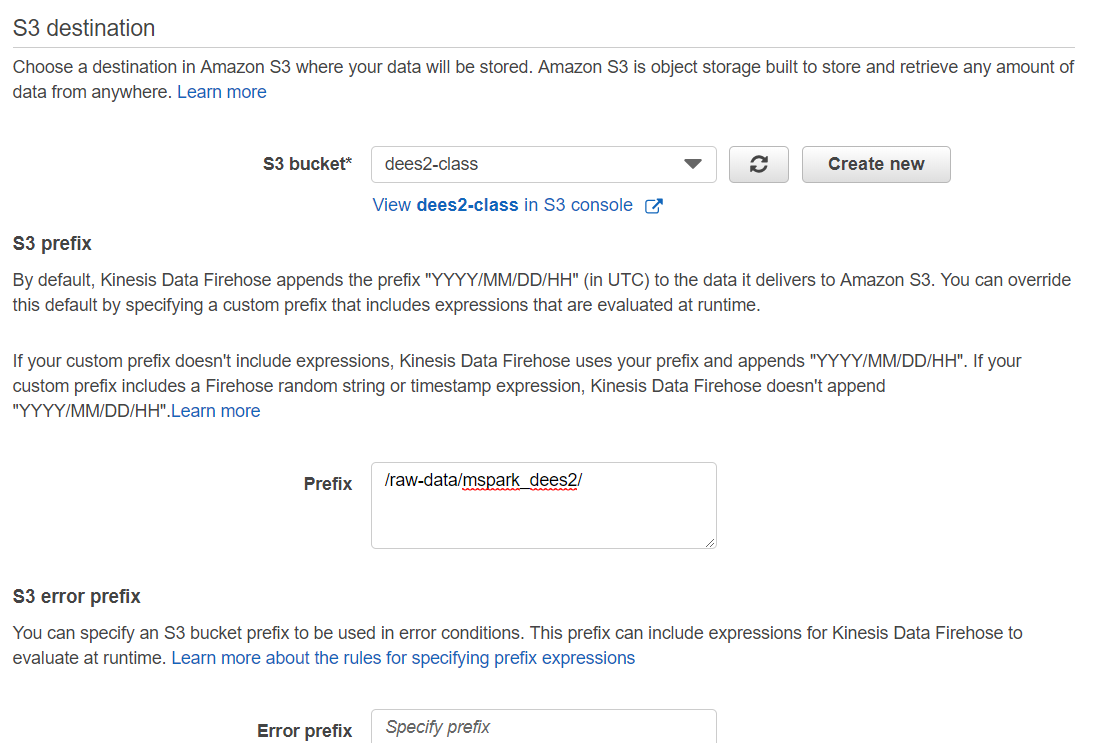 S3 destination
Choose a destination in Amazon S3 where your data will be stored. Amazon S3 is object storage built to store and retrieve any amount of
data from anywhere. Learn more
S3 bucket* dees2-class Create new
View dees2-class in S3 console
S3 prefix
By default, Kinesis Data Firehose appends the prefix "YYYY/MM/DD/HH" (in UTC) to the data it delivers to Amazon S3. You can override
this default by specifying a custom prefix that includes expressions that are evaluated at runtime.
If your custom prefix doesn't include expressions, Kinesis Data Firehose uses your prefix and appends "YYYY/MM/DD/HH". If your
custom prefix includes a Firehose random string or timestamp expression, Kinesis Data Firehose doesn't append
"YYYY/MM/DD/HH".Learn more
Prefix /raw-data/mspark_dees2/
S3 error prefix
You can specify an S3 bucket prefix to be used in error conditions. This prefix can include expressions for Kinesis Data Firehose to
evaluate at runtime. Learn more about the rules for specifying prefix expressions
Error prefix Specify prefix